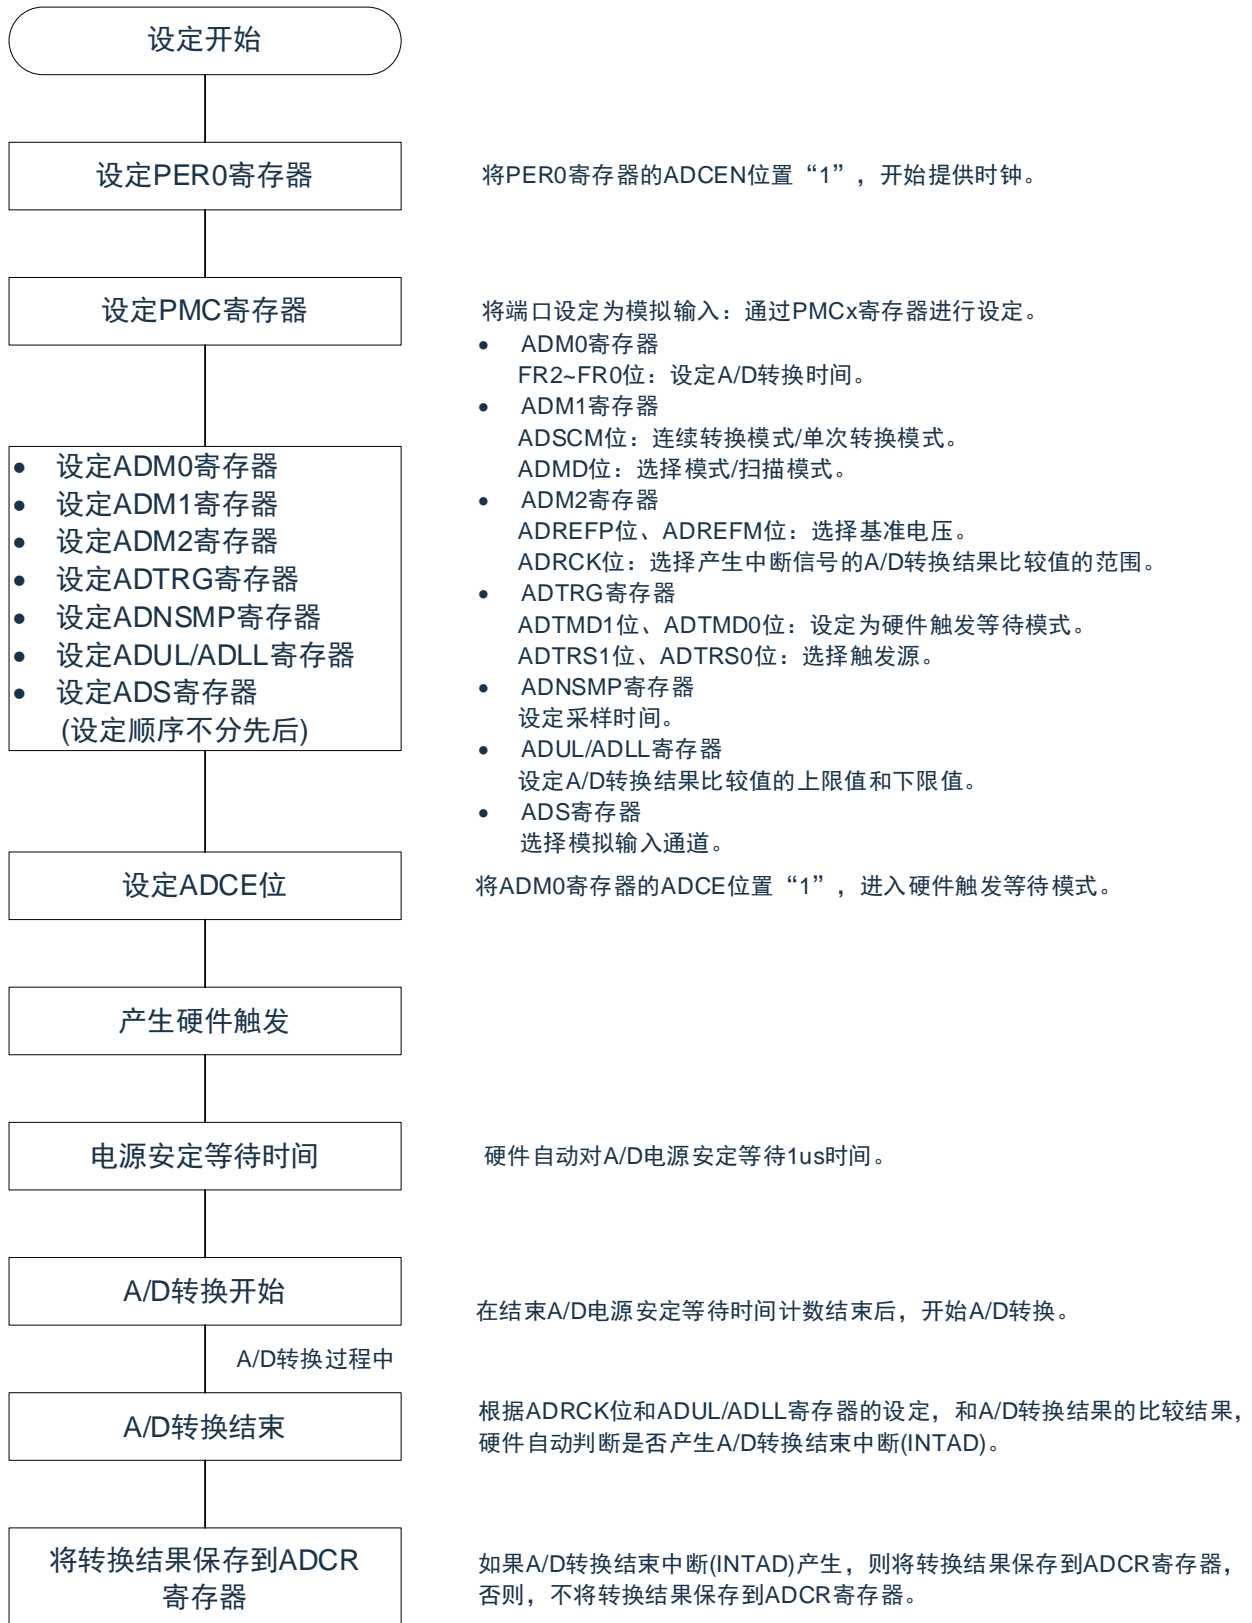 设定开始
设定PER0寄存器
将PER0寄存器的ADCEN位置“1”，开始提供时钟。
设定PMC寄存器
将端口设定为模拟输入：通过PMCx寄存器进行设定。
• 设定ADM0寄存器
• 设定ADM1寄存器
• 设定ADM2寄存器
• 设定ADTRG寄存器
• 设定ADNSMP寄存器
• 设定ADUL/ADLL寄存器
• 设定ADS寄存器
(设定顺序不分先后)
• ADM0寄存器
FR2~FR0位：设定A/D转换时间。
• ADM1寄存器
ADSCM位：连续转换模式/单次转换模式。
ADMD位：选择模式/扫描模式。
• ADM2寄存器
ADREFP位、ADREFM位：选择基准电压。
ADRCK位：选择产生中断信号的A/D转换结果比较值的范围。
• ADTRG寄存器
ADTMD1位、ADTMD0位：设定为硬件触发等待模式。
ADTRS1位、ADTRS0位：选择触发源。
• ADNSMP寄存器
设定采样时间。
• ADUL/ADLL寄存器
设定A/D转换结果比较值的上限值和下限值。
• ADS寄存器
选择模拟输入通道。
设定ADCE位
将ADM0寄存器的ADCE位置“1”，进入硬件触发等待模式。
产生硬件触发
电源安定等待时间
硬件自动对A/D电源安定等待1us时间。
A/D转换开始
在结束A/D电源安定等待时间计数结束后，开始A/D转换。
A/D转换过程中
A/D转换结束
根据ADRCK位和ADUL/ADLL寄存器的设定，和A/D转换结果的比较结果，
硬件自动判断是否产生A/D转换结束中断(INTAD)。
将转换结果保存到ADCR
寄存器
如果A/D转换结束中断(INTAD)产生，则将转换结果保存到ADCR寄存器，
否则，不将转换结果保存到ADCR寄存器。